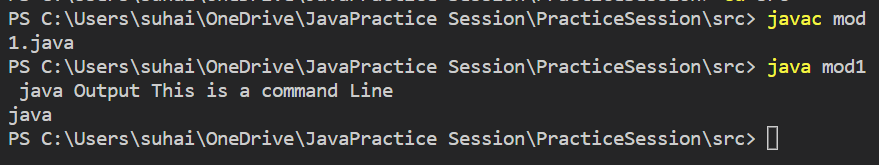 PS C:\Users\suhai\OneDrive\JavaPractice Session\PracticeSession\src> javac mod
1.java
PS C:\Users\suhai\OneDrive\JavaPractice Session\PracticeSession\src> java mod1
 java Output This is a command Line
java
PS C:\Users\suhai\OneDrive\JavaPractice Session\PracticeSession\src>